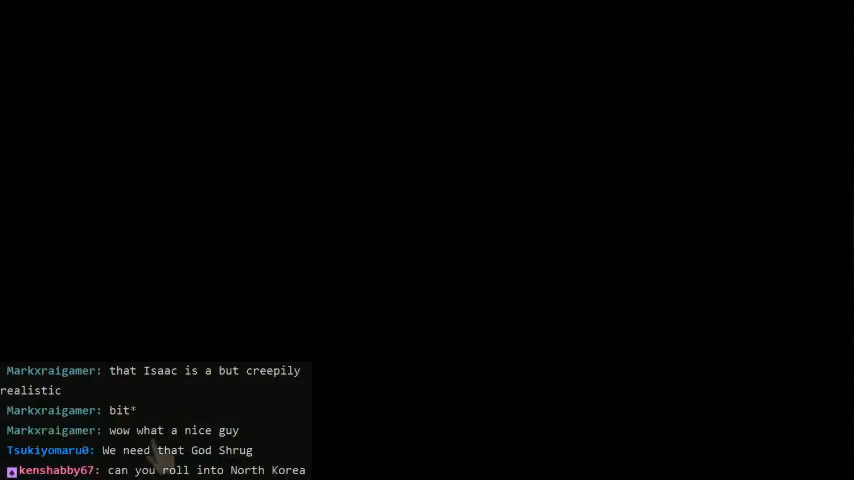 Markxraigamer: that Isaac is a but creepily
realistic
Markxraigamer: bit*
Markxraigamer: wow what a nice guy
Tsukiyomaru0: We need that God Shrug
kenshabby67: can you roll into North Korea